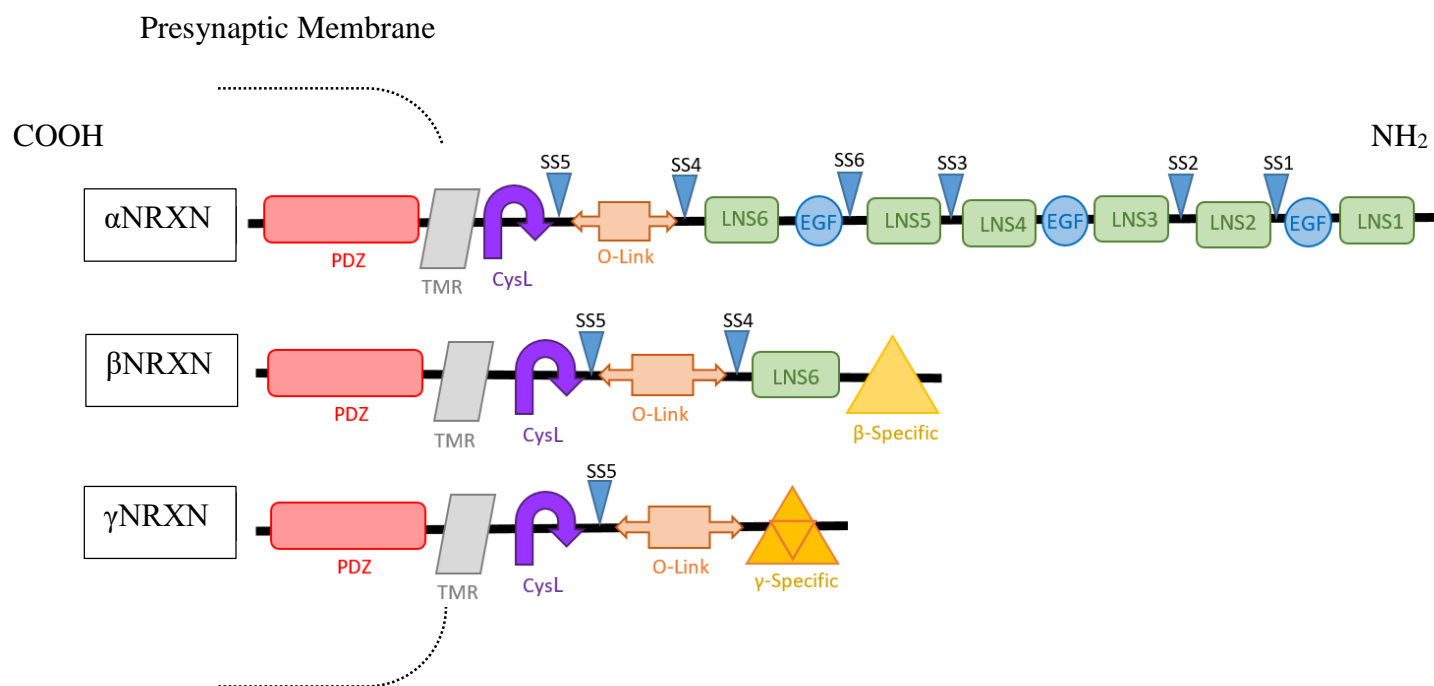 Presynaptic Membrane
COOH
NH₂
SS5 SS4 SS6 SS3 SS2 SS1
αNRXN
LNS6 EGF LNS5 LNS4 EGF LNS3 LNS2 EGF LNS1
PDZ TMR CysL O-Link
SS5 SS4
βNRXN
LNS6
PDZ TMR CysL O-Link β-Specific
SS5
γNRXN
PDZ TMR CysL O-Link γ-Specific